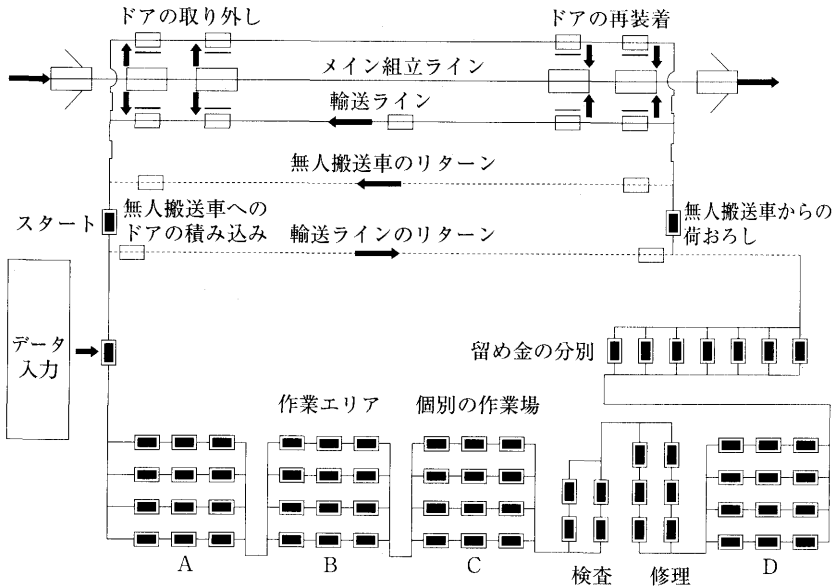 ドアの取り外し
ドアの再装着
メイン組立ライン
輸送ライン
無人搬送車のリターン
スタート
無人搬送車への
ドアの積み込み
輸送ラインのリターン
無人搬送車からの
荷おろし
データ
入力
留め金の分別
作業エリア
個別の作業場
A
B
C
検査
修理
D